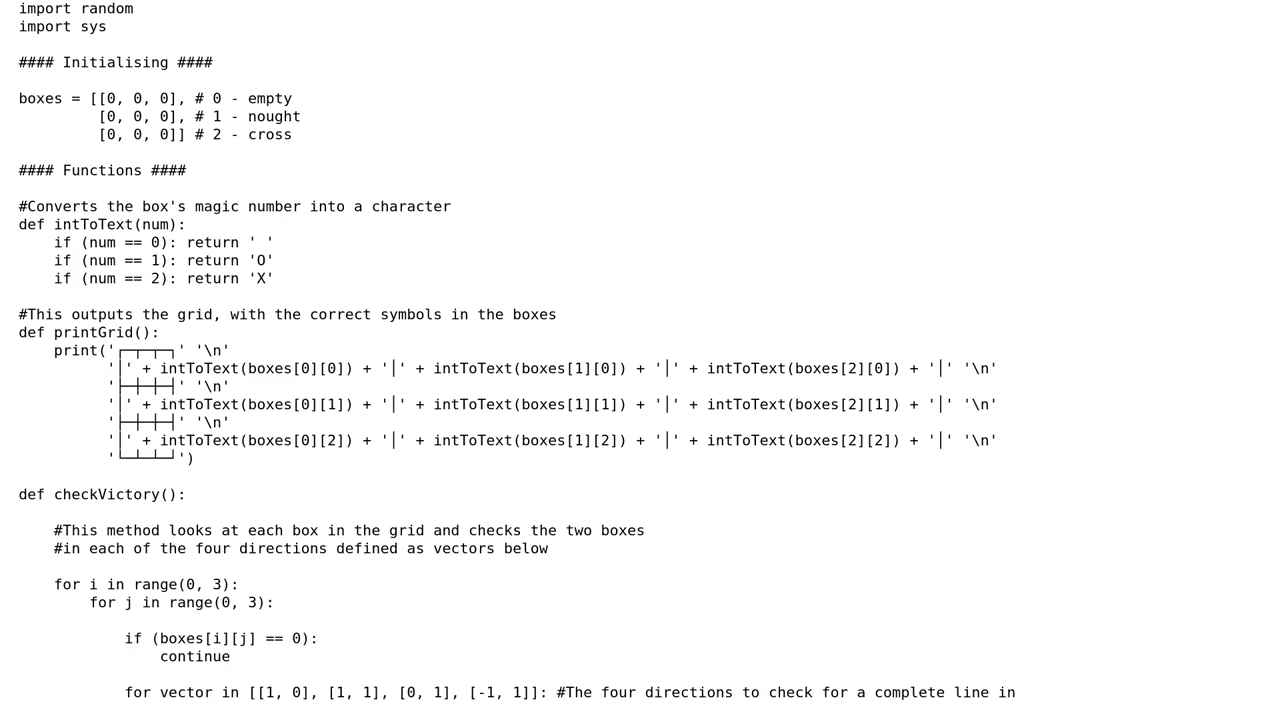 import random
import sys

#### Initialising ####

boxes = [[0, 0, 0], # 0 - empty
         [0, 0, 0], # 1 - nought
         [0, 0, 0]] # 2 - cross

#### Functions ####

#Converts the box's magic number into a character
def intToText(num):
    if (num == 0): return ' '
    if (num == 1): return 'O'
    if (num == 2): return 'X'

#This outputs the grid, with the correct symbols in the boxes
def printGrid():
    print('┌─┬─┬─┐' '\n'
          '│' + intToText(boxes[0][0]) + '│' + intToText(boxes[1][0]) + '│' + intToText(boxes[2][0]) + '│' '\n'
          '├─┼─┼─┤' '\n'
          '│' + intToText(boxes[0][1]) + '│' + intToText(boxes[1][1]) + '│' + intToText(boxes[2][1]) + '│' '\n'
          '├─┼─┼─┤' '\n'
          '│' + intToText(boxes[0][2]) + '│' + intToText(boxes[1][2]) + '│' + intToText(boxes[2][2]) + '│' '\n'
          '└─┴─┴─┘')

def checkVictory():

    #This method looks at each box in the grid and checks the two boxes
    #in each of the four directions defined as vectors below

    for i in range(0, 3):
        for j in range(0, 3):

            if (boxes[i][j] == 0):
                continue

            for vector in [[1, 0], [1, 1], [0, 1], [-1, 1]]: #The four directions to check for a complete line in